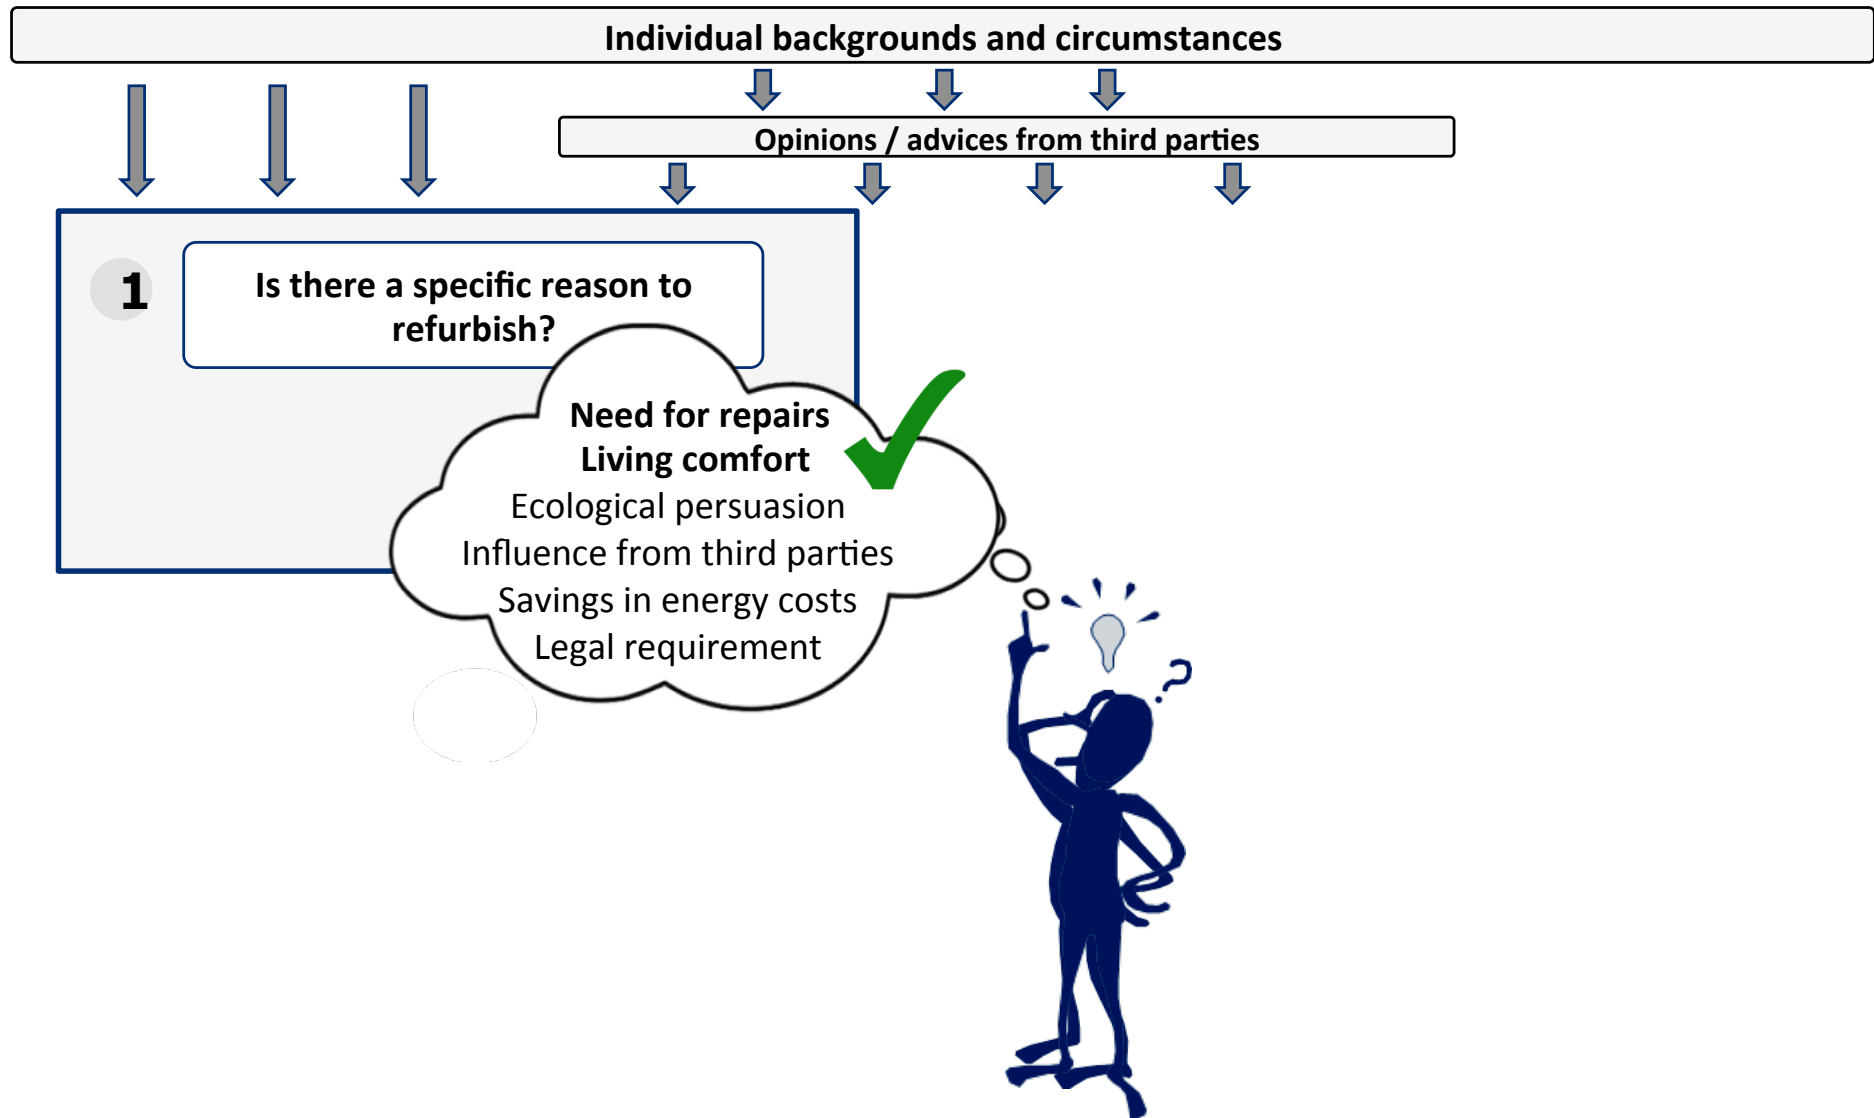 Individual backgrounds and circumstances
Opinions / advices from third parties
1
Is there a specific reason to
refurbish?
Need for repairs
Living comfort
Ecological persuasion
Influence from third parties
Savings in energy costs
Legal requirement
?